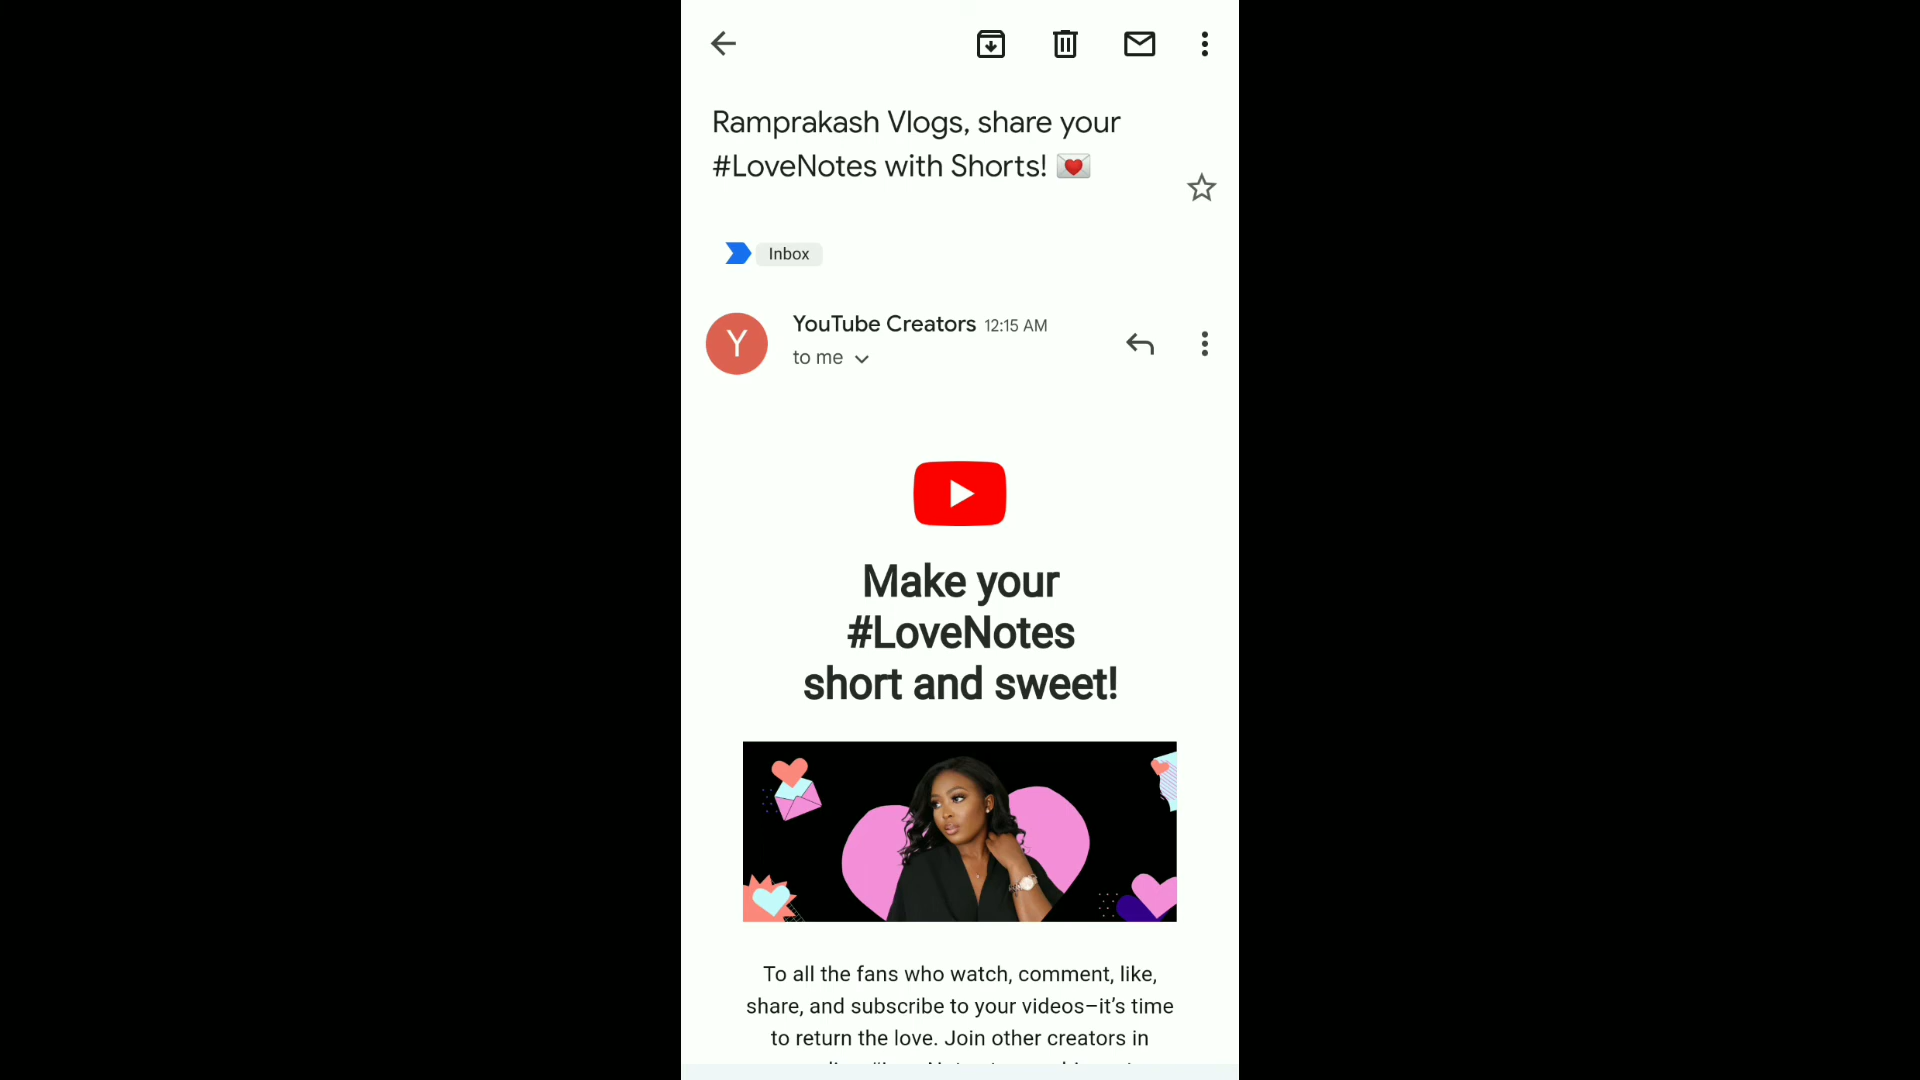 Ramprakash Vlogs, share your
#LoveNotes with Shorts! 💌
Inbox
Y
YouTube Creators 12:15 AM
to me
Make your
#LoveNotes
short and sweet!
To all the fans who watch, comment, like,
share, and subscribe to your videos–it’s time
to return the love. Join other creators in